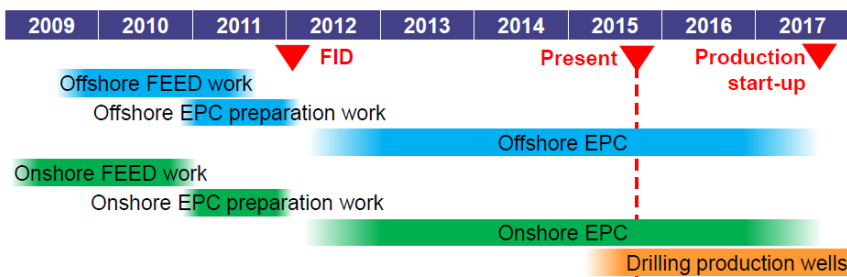 2009 2010 2011 2012 2013 2014 2015 2016 2017
FID
Present
Production
start-up
Offshore FEED work
Offshore EPC preparation work
Offshore EPC
Onshore FEED work
Onshore EPC preparation work
Onshore EPC
Drilling production wells